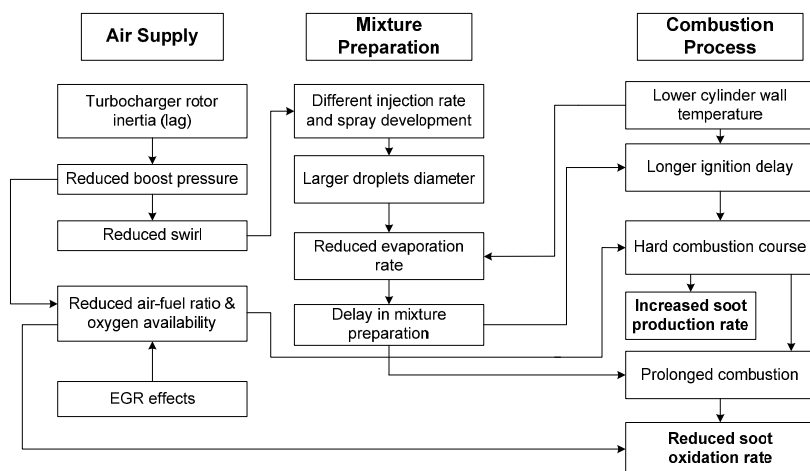 Air Supply
Turbocharger rotor
inertia (lag)
Reduced boost pressure
Reduced swirl
Reduced air-fuel ratio &
oxygen availability
EGR effects
Mixture
Preparation
Different injection rate
and spray development
Larger droplets diameter
Reduced evaporation
rate
Delay in mixture
preparation
Combustion
Process
Lower cylinder wall
temperature
Longer ignition delay
Hard combustion course
Increased soot
production rate
Prolonged combustion
Reduced soot
oxidation rate